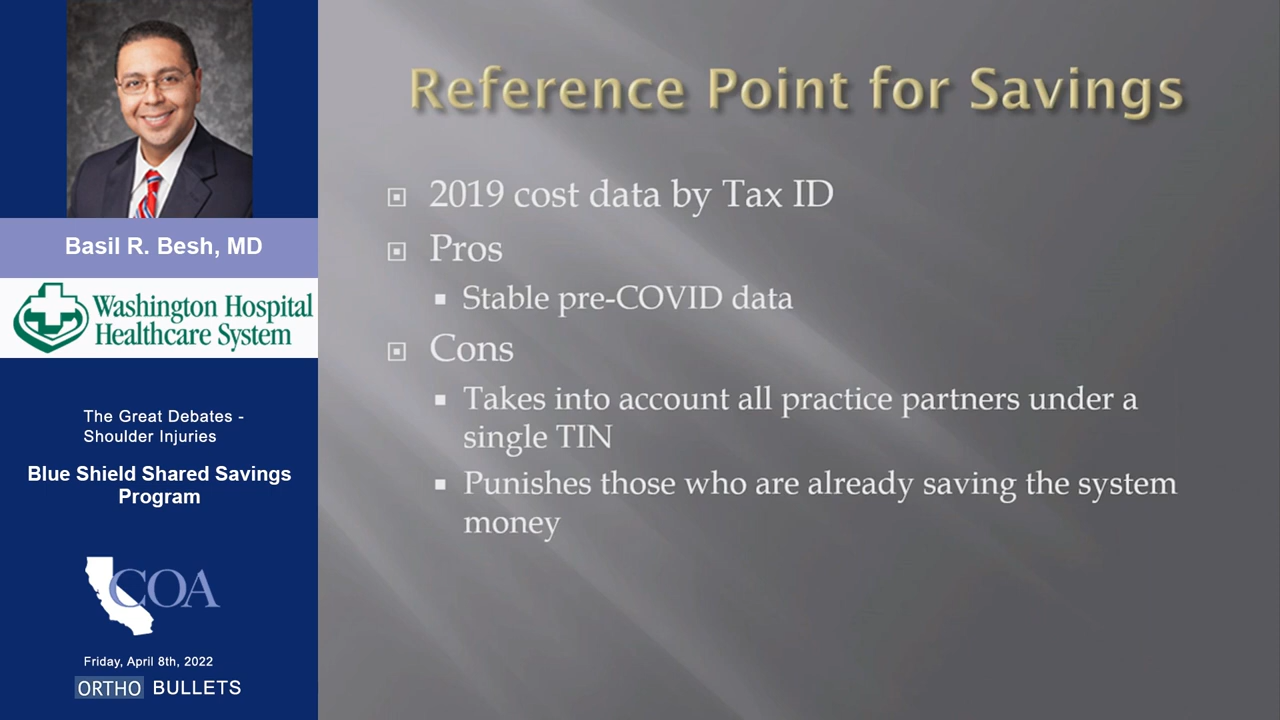 Basil R. Besh, MD
Washington Hospital
Healthcare System
The Great Debates -
Shoulder Injuries
Blue Shield Shared Savings
Program
COA
Friday, April 8th, 2022
ORTHO BULLETS
Reference Point for Savings
2019 cost data by Tax ID
Pros
Stable pre-COVID data
Cons
Takes into account all practice partners under a
single TIN
Punishes those who are already saving the system
money